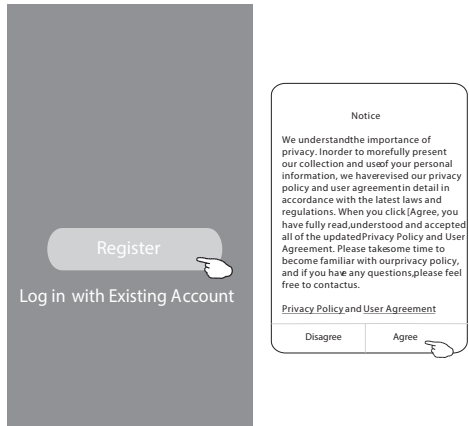 Register
Log in with Existing Account
Notice
We understandthe importance of
privacy. Inorder to morefully present
our collection and useof your personal
information, we haverevised our privacy
policy and user agreementin detail in
accordance with the latest laws and
regulations. When you click [Agree, you
have fully read,understood and accepted
all of the updatedPrivacy Policy and User
Agreement. Please takesome time to
become familiar with ourprivacy policy,
and if you have any questions,please feel
free to contactus.
Privacy Policy and User Agreement
Disagree Agree